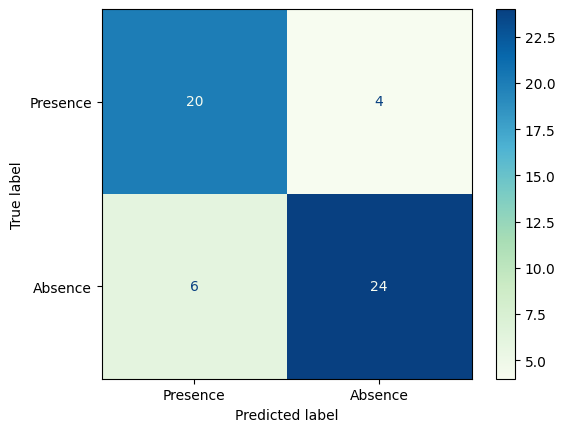 Presence
Absence
True label
20
4
6
24
Presence
Absence
Predicted label
22.5
20.0
17.5
15.0
12.5
10.0
7.5
5.0